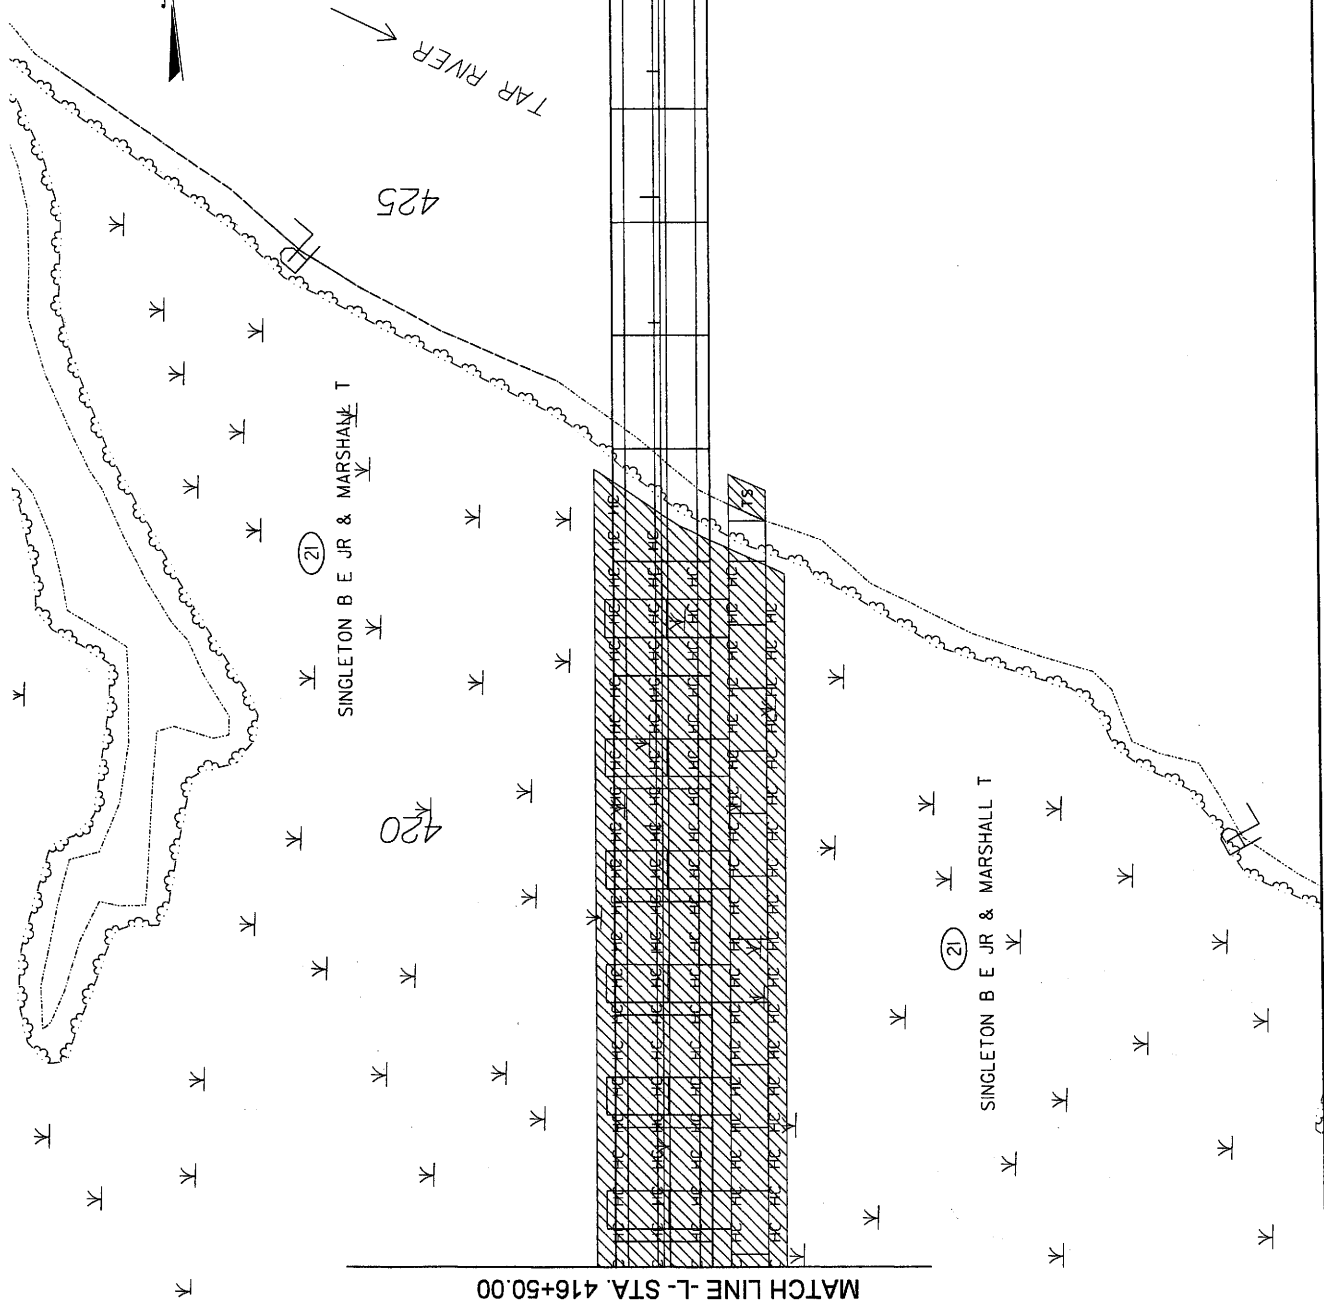 TAR RIVER
425
21
SINGLETON B E JR & MARSHALL T
TS
420
21
SINGLETON B E JR & MARSHALL T
HC
MATCH LINE -L- STA. 416+50.00